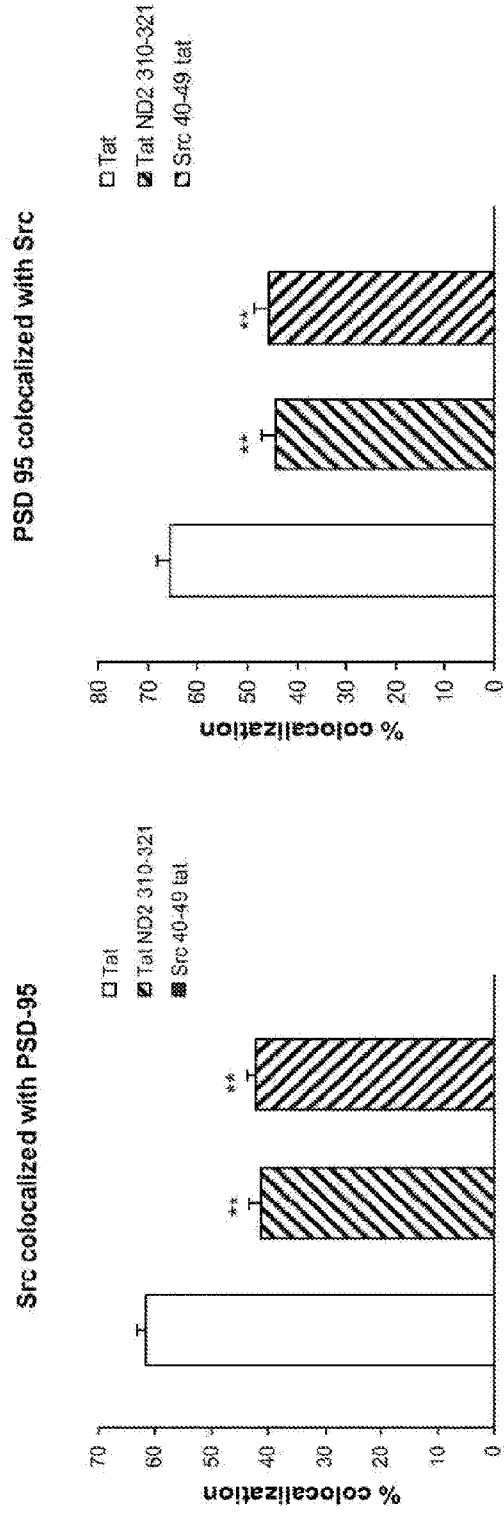 Src colocalized with PSD-95
% colocalization
70
60
50
40
30
20
10
0
**
**
Tat
Tat ND2 310-321
Src 40-49 tat
PSD 95 colocalized with Src
% colocalization
80
70
60
50
40
30
20
10
0
**
**
Tat
Tat ND2 310-321
Src 40-49 tat